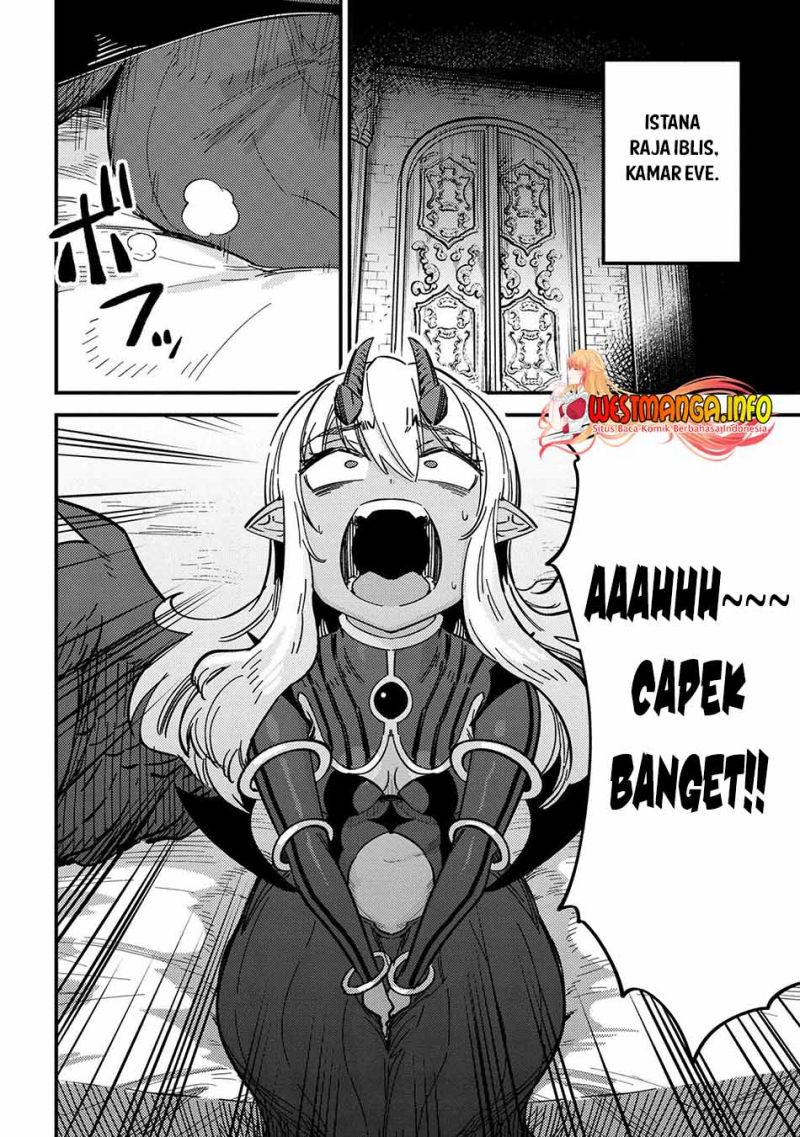 ISTANA
RAJA IBLIS,
KAMAR EVE.
ボ
フッ
WESTMANGA.INFO
Situs Baca Komik Berbahasa Indonesia
AAAHHH~~~
CAPEK
BANGET!!